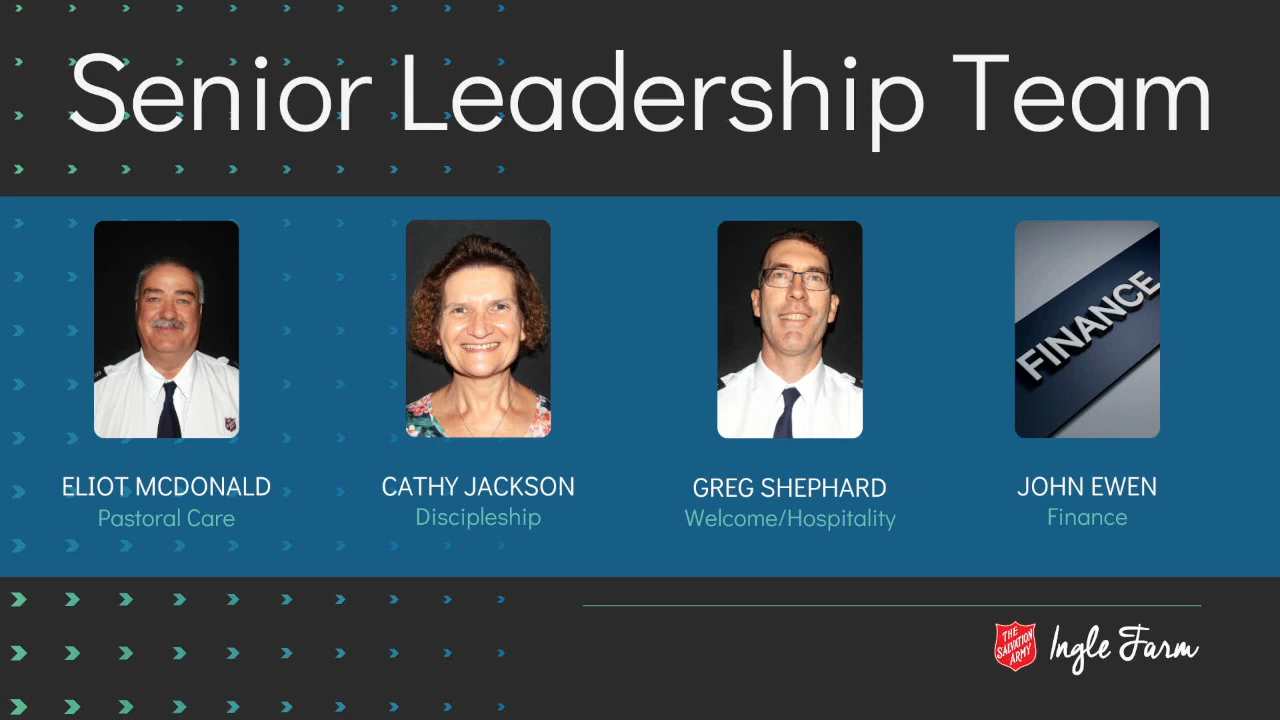 Senior Leadership Team
FINANCE
ELIOT MCDONALD
Pastoral Care
CATHY JACKSON
Discipleship
GREG SHEPHARD
Welcome/Hospitality
JOHN EWEN
Finance
THE
SALVATION
ARMY
Ingle Farm